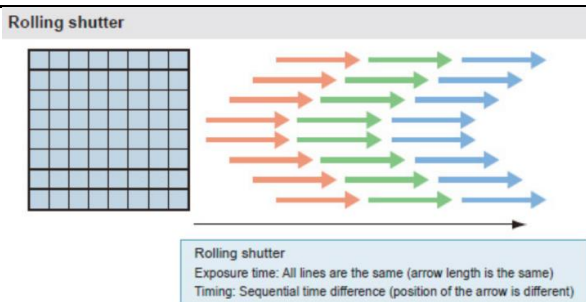 Rolling shutter
Rolling shutter
Exposure time: All lines are the same (arrow length is the same)
Timing: Sequential time difference (position of the arrow is different)